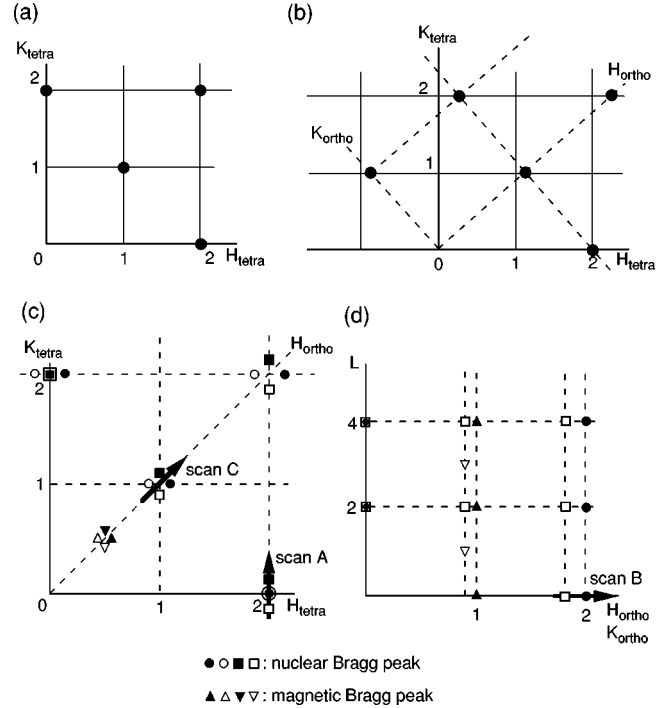 (a)
K_tetra
2
1
0
1
2
H_tetra
(b)
K_tetra
H_ortho
2
K_ortho
1
0
1
2
H_tetra
(c)
K_tetra
H_ortho
2
scan C
1
scan A
0
1
2
H_tetra
(d)
L
4
2
scan B
1
2
H_ortho
K_ortho
: nuclear Bragg peak
: magnetic Bragg peak